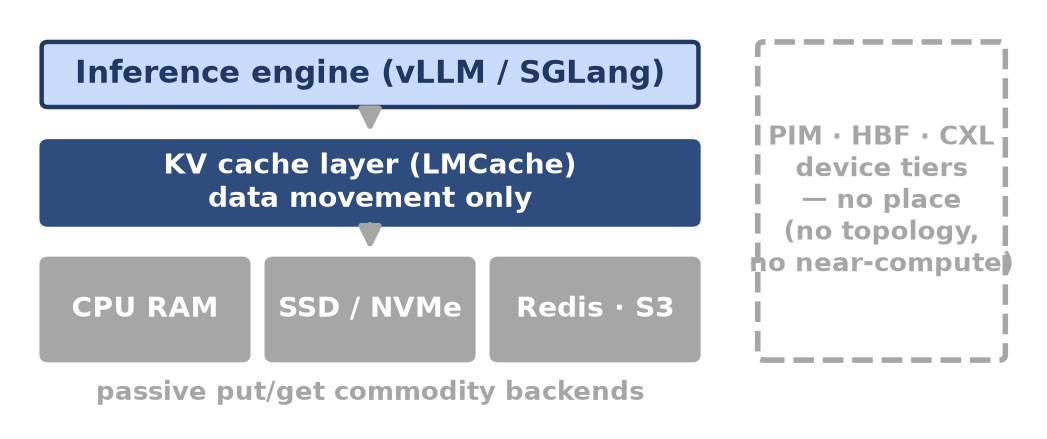 Inference engine (vLLM / SGLang)
KV cache layer (LMCache)
data movement only
CPU RAM
SSD / NVMe
Redis · S3
passive put/get commodity backends
PIM · HBF · CXL
device tiers
— no place
(no topology,
no near-compute)